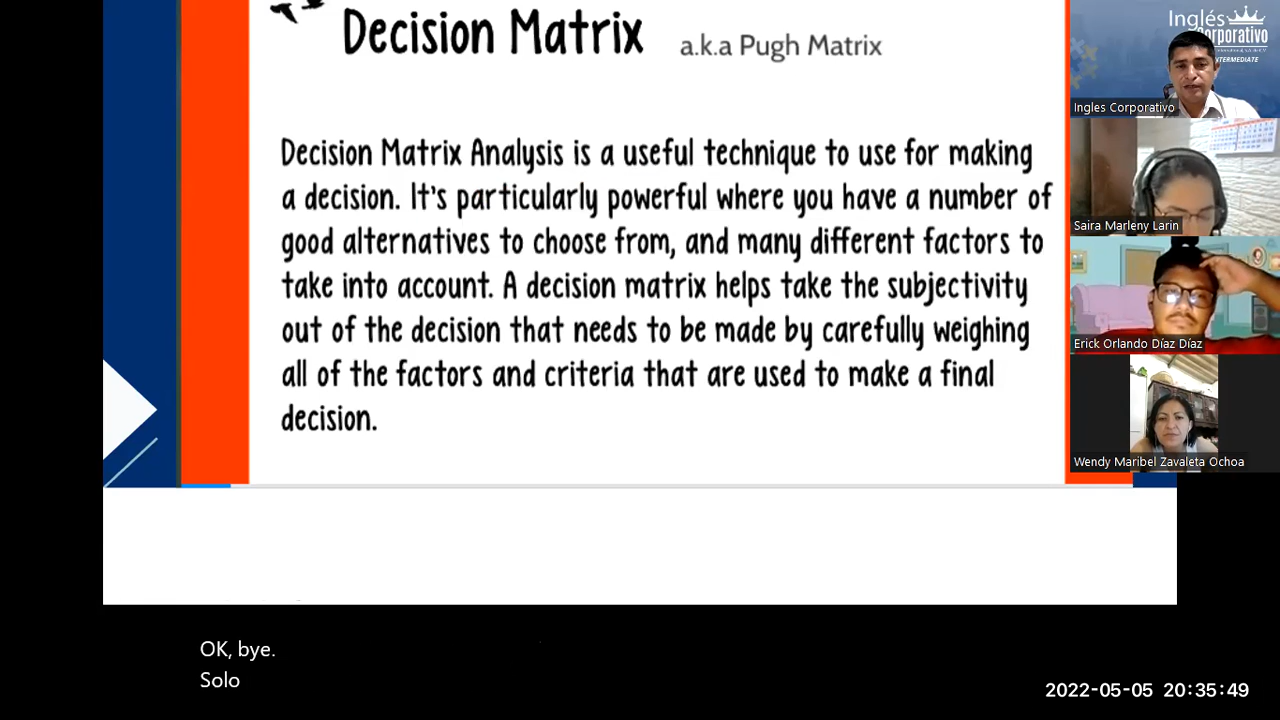 Decision Matrix
a.k.a Pugh Matrix
Decision Matrix Analysis is a useful technique to use for making
a decision. It's particularly powerful where you have a number of
good alternatives to choose from, and many different factors to
take into account. A decision matrix helps take the subjectivity
out of the decision that needs to be made by carefully weighing
all of the factors and criteria that are used to make a final
decision.
Inglés
Corporativo
Ingles Corporativo
Saira Marleny Larin
Erick Orlando Díaz Díaz
Wendy Maribel Zavaleta Ochoa
OK, bye.
Solo
2022-05-05 20:35:49